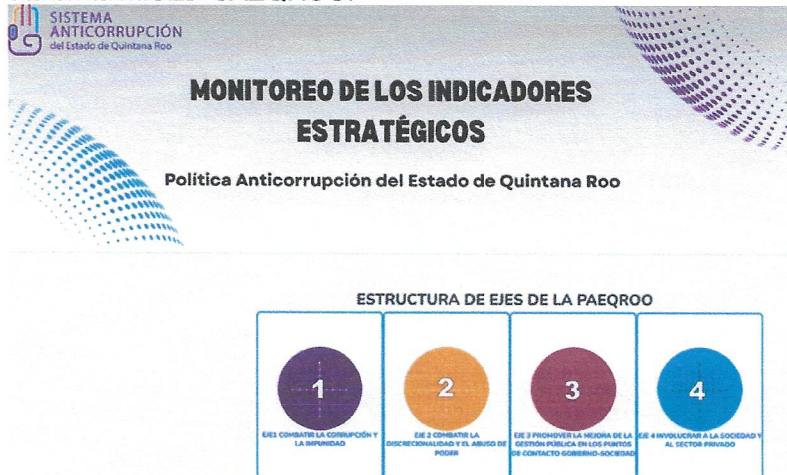 SISTEMA
ANTICORRUPCIÓN
del Estado de Quintana Roo
MONITOREO DE LOS INDICADORES
ESTRATÉGICOS
Política Anticorrupción del Estado de Quintana Roo
ESTRUCTURA DE EJES DE LA PAEQROO
1
2
3
4
EJE1 COMBATIR LA CORRUPCIÓN Y
LA IMPUNIDAD
EJE 2 COMBATIR LA
DISCRECIONALIDAD Y EL ABUSO DE
PODER
EJE 3 PROMOVER LA MEJORA DE LA
GESTIÓN PÚBLICA EN LOS PUNTOS
DE CONTACTO GOBIERNO-SOCIEDAD
EJE 4 INVOLUCRAR A LA SOCIEDAD Y
AL SECTOR PRIVADO